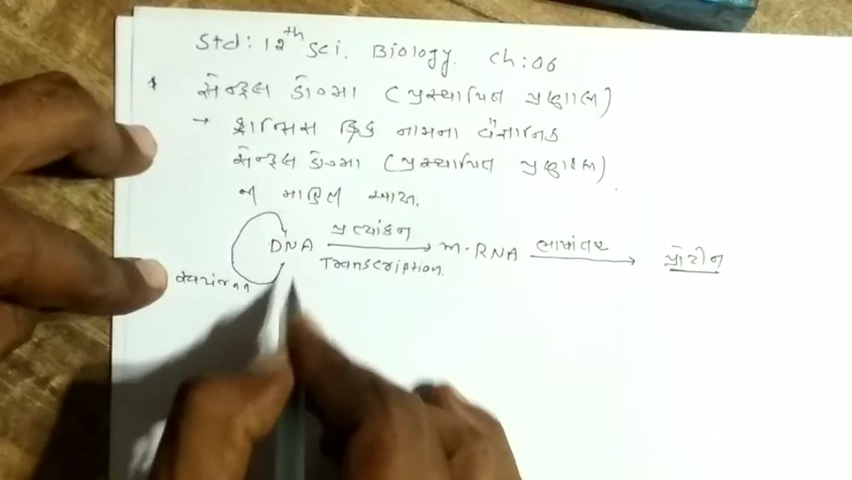 Std: 12th Sci. Biology. Ch: 06
* સેન્ટ્રલ ડોગ્મા (પ્રસ્થાપિત પ્રણાલી)
→ ફ્રાન્સિસ ક્રિક નામના વૈજ્ઞાનિક
સેન્ટ્રલ ડોગ્મા (પ્રસ્થાપિત પ્રણાલી)
ની માહિતી આપી.
DNA પ્રત્યાંકન → m-RNA ભાષાંતર → પ્રોટીન
Transcription.
સ્વયંજનન